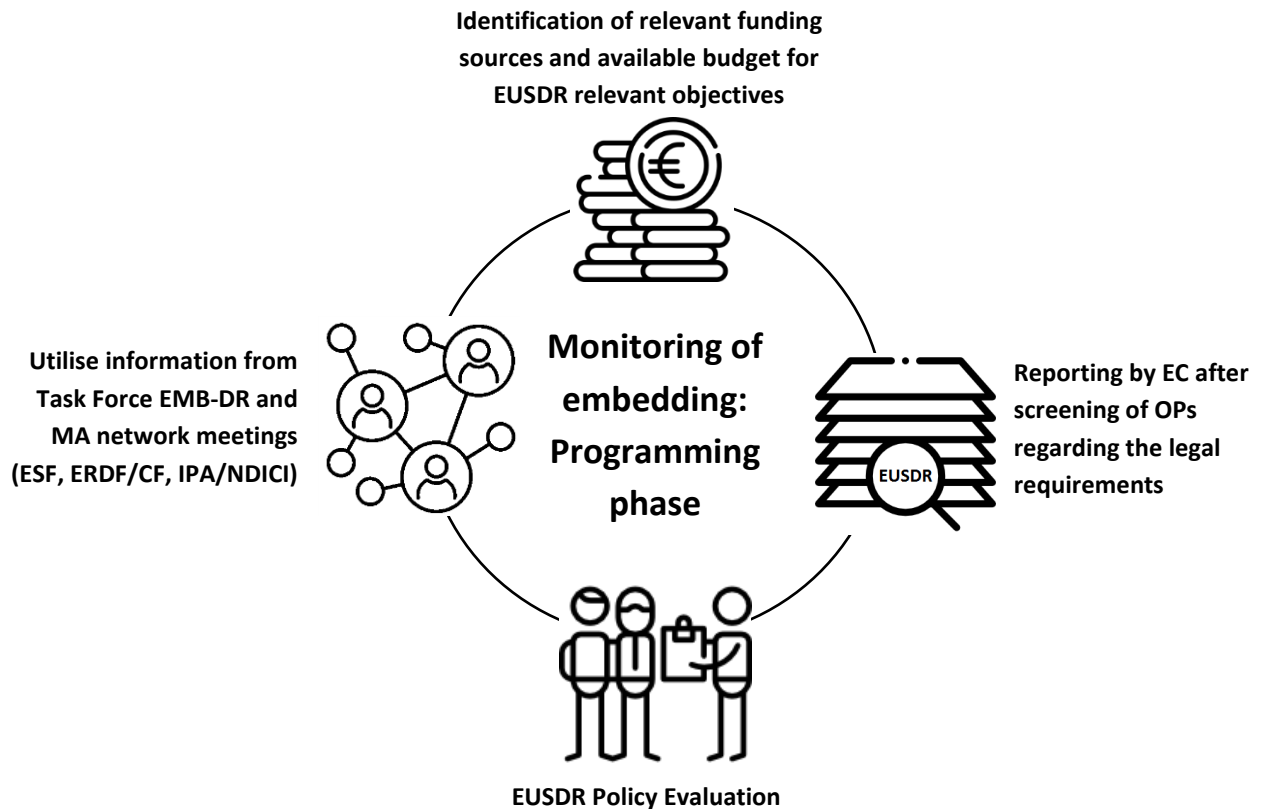 Identification of relevant funding
sources and available budget for
EUSDR relevant objectives
€
Utilise information from
Task Force EMB-DR and
MA network meetings
(ESF, ERDF/CF, IPA/NDICI)
Monitoring of
embedding:
Programming
phase
EUSDR
Reporting by EC after
screening of OPs
regarding the legal
requirements
EUSDR Policy Evaluation